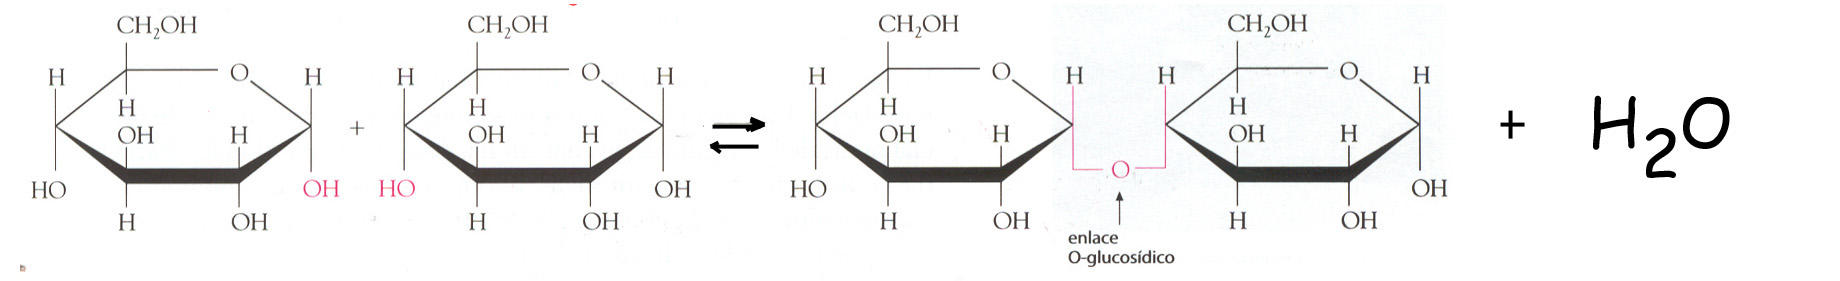 CH₂OH CH₂OH CH₂OH CH₂OH
H O H H O H H O H H O H
H H H H
OH H + OH H OH H OH H + H₂O
HO OH HO OH HO O OH
H OH H OH H OH H OH
enlace
O-glucosídico